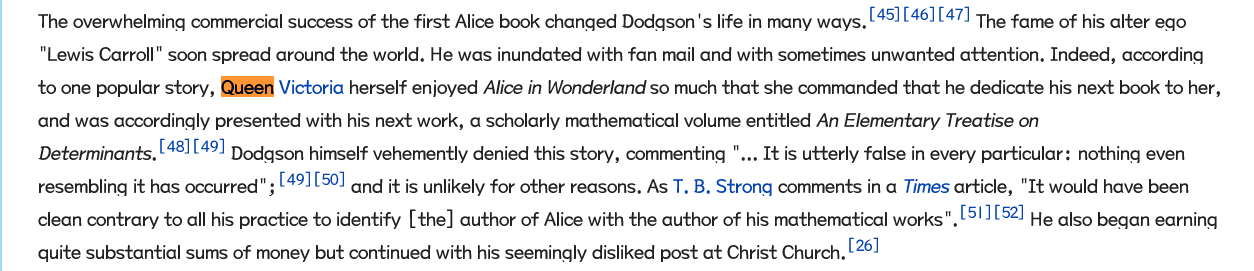 The overwhelming commercial success of the first Alice book changed Dodgson's life in many ways.[45][46][47] The fame of his alter ego
"Lewis Carroll" soon spread around the world. He was inundated with fan mail and with sometimes unwanted attention. Indeed, according
to one popular story, Queen Victoria herself enjoyed Alice in Wonderland so much that she commanded that he dedicate his next book to her,
and was accordingly presented with his next work, a scholarly mathematical volume entitled An Elementary Treatise on
Determinants.[48][49] Dodgson himself vehemently denied this story, commenting "... It is utterly false in every particular: nothing even
resembling it has occurred";[49][50] and it is unlikely for other reasons. As T. B. Strong comments in a Times article, "It would have been
clean contrary to all his practice to identify [the] author of Alice with the author of his mathematical works".[51][52] He also began earning
quite substantial sums of money but continued with his seemingly disliked post at Christ Church.[26]